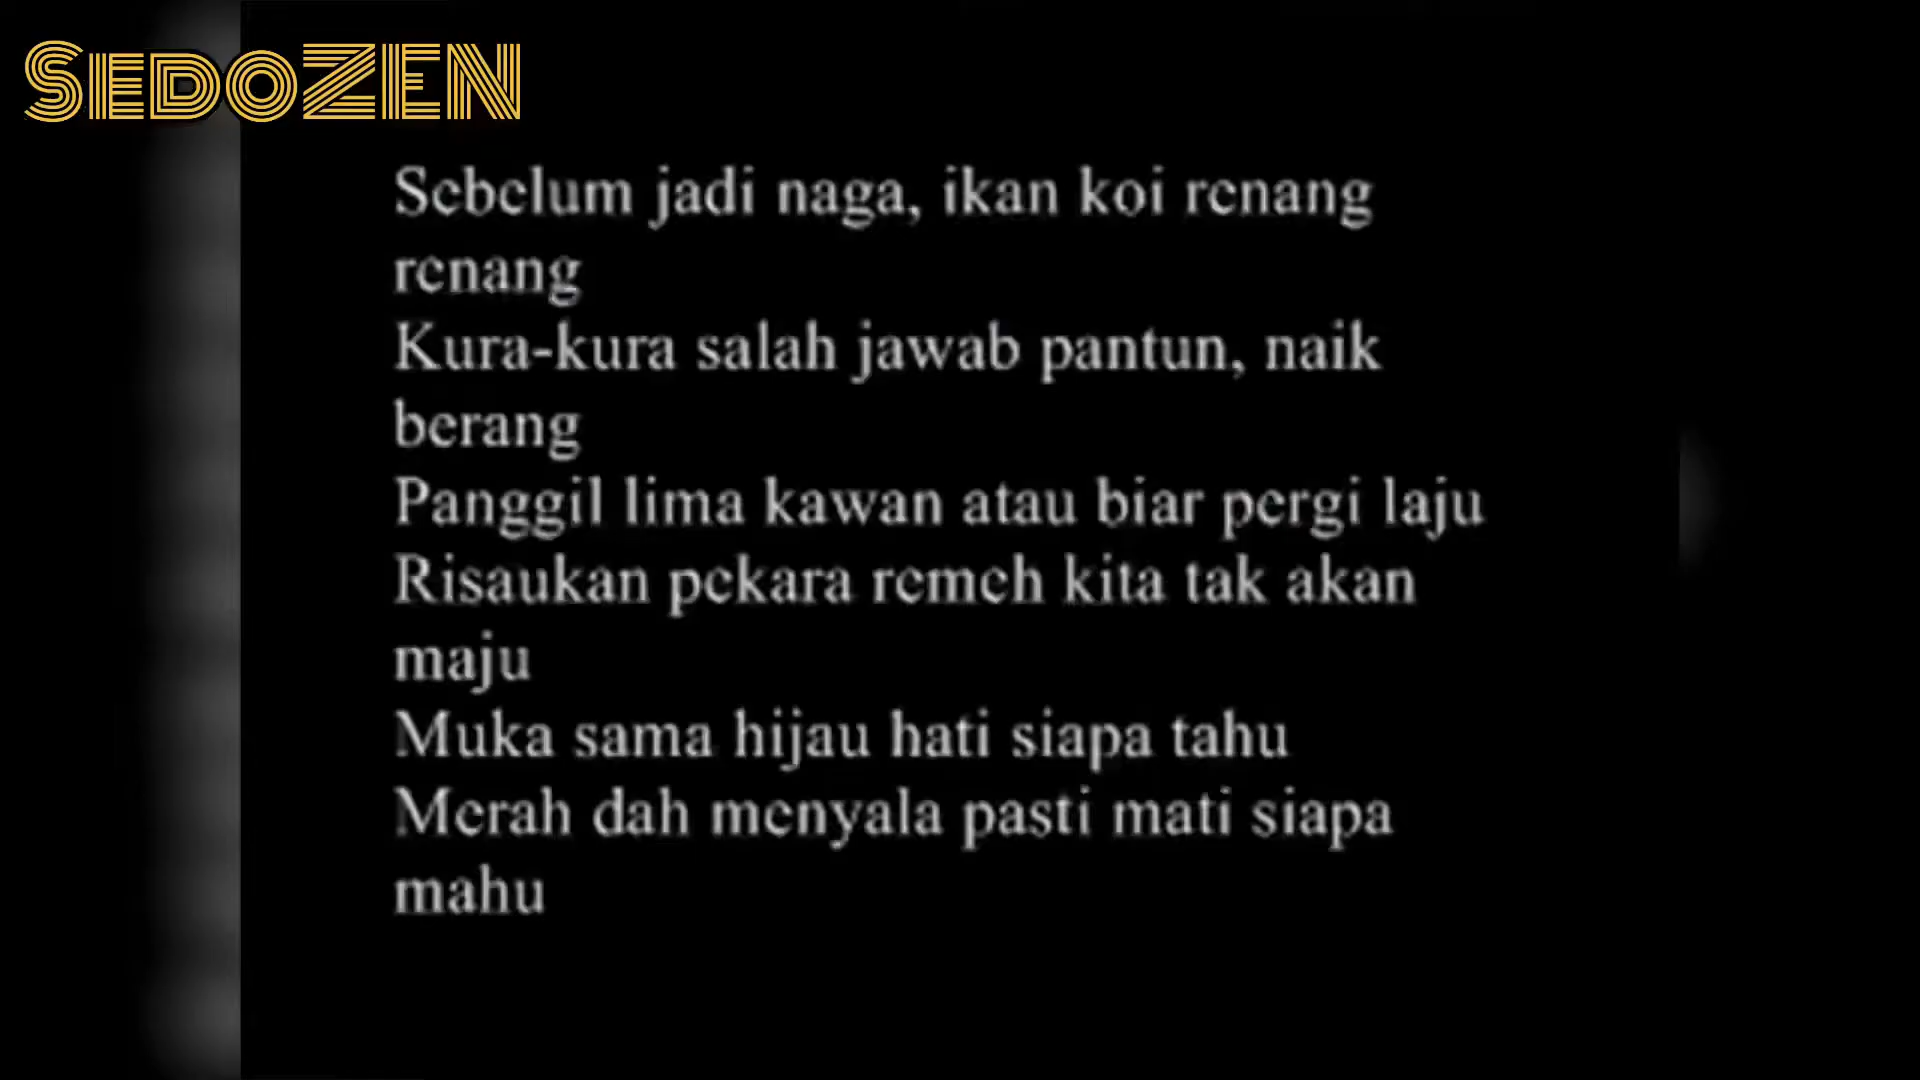 SEDOZEN
Sebelum jadi naga, ikan koi renang
renang
Kura-kura salah jawab pantun, naik
berang
Panggil lima kawan atau biar pergi laju
Risaukan pekara remeh kita tak akan
maju
Muka sama hijau hati siapa tahu
Merah dah menyala pasti mati siapa
mahu